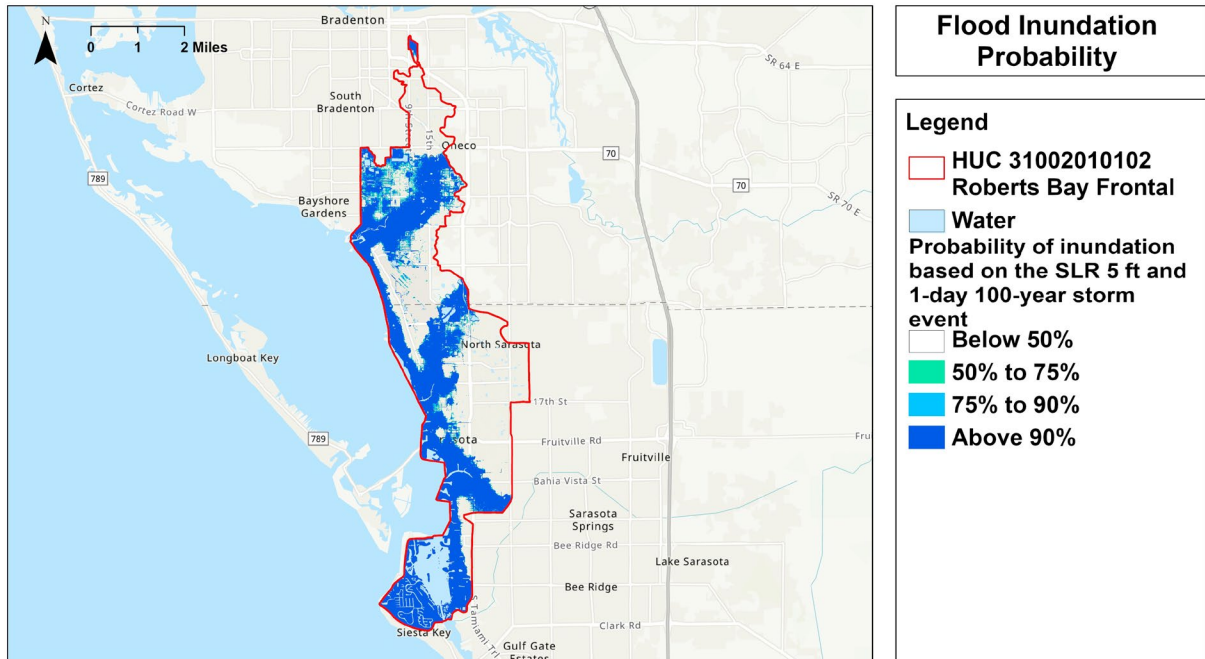 Flood Inundation
Probability
Legend
HUC 31002010102
Roberts Bay Frontal
Water
Probability of inundation
based on the SLR 5 ft and
1-day 100-year storm
event
Below 50%
50% to 75%
75% to 90%
Above 90%
N
0 1 2 Miles
Bradenton
SR 64 E
Cortez
Cortez Road W
South
Bradenton
15th
Oneco
70
70
SR 70 E
789
Bayshore
Gardens
North Sarasota
Longboat Key
17th St
789
Fruitville Rd
Fruitville
Bahia Vista St
Sarasota
Springs
Bee Ridge Rd
Lake Sarasota
Bee Ridge
S Tamiami Trl
Clark Rd
Siesta Key
Gulf Gate
Estates